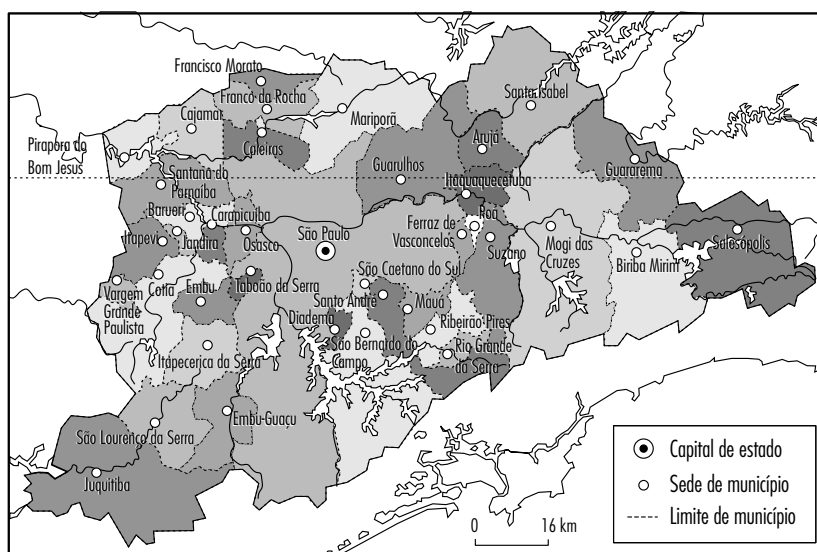 Francisco Morato
Franco da Rocha
Cajamar
Mariporã
Santa Isabel
Pirapora do
Bom Jesus
Caieiras
Arujá
Guarulhos
Guararema
Santana do
Parnaíba
Itaquaquecetuba
Barueri
Carapicuíba
Poá
Ferraz de
Vasconcelos
Itapevi
Jandira
Osasco
São Paulo
Suzano
Mogi das
Cruzes
Salosópolis
Biriba Mirim
São Caetano do Sul
Vargem
Grande
Paulista
Cotia
Embu
Taboão da Serra
Santo André
Mauá
Diadema
Ribeirão Pires
São Bernardo do
Campo
Rio Grande
da Serra
Itapecerica da Serra
Embu-Guaçu
São Lourenço da Serra
Juquitiba
Capital de estado
Sede de município
Limite de município
0 16 km